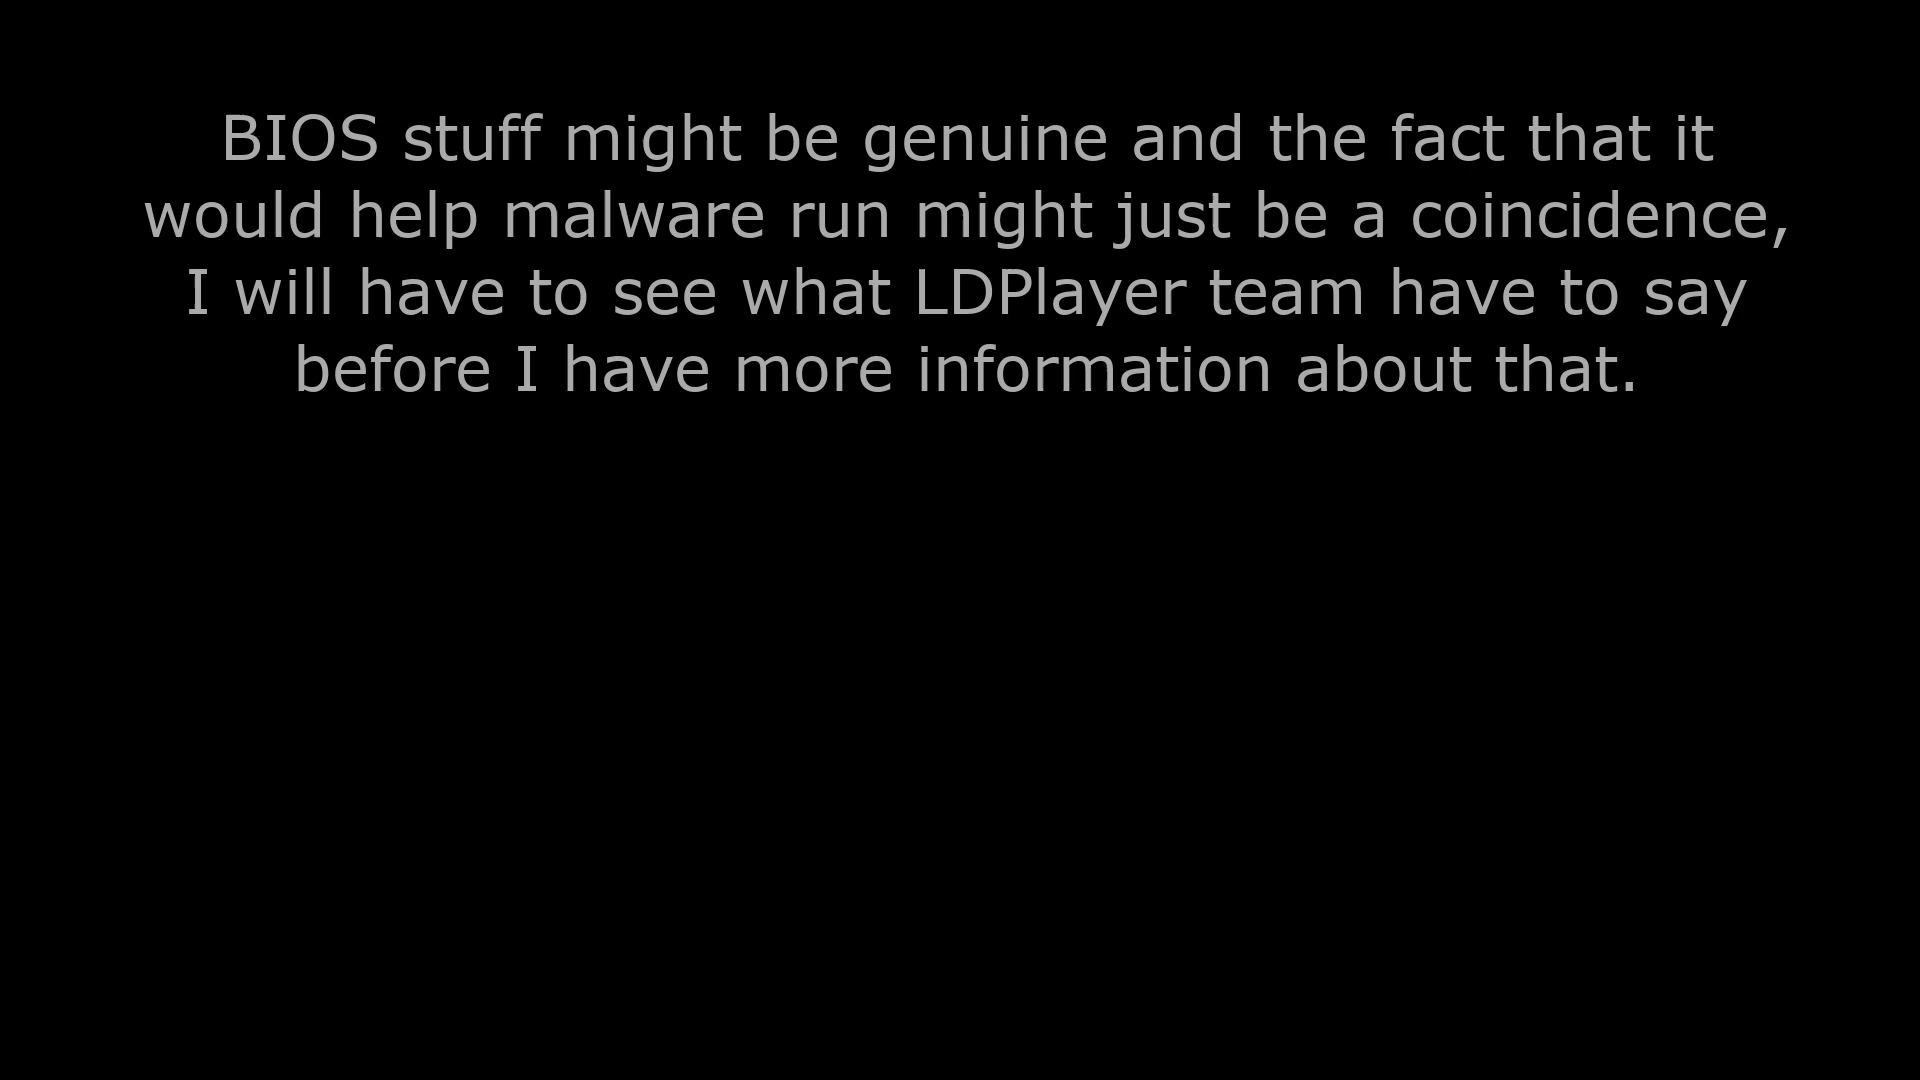 BIOS stuff might be genuine and the fact that it
would help malware run might just be a coincidence,
I will have to see what LDPlayer team have to say
before I have more information about that.